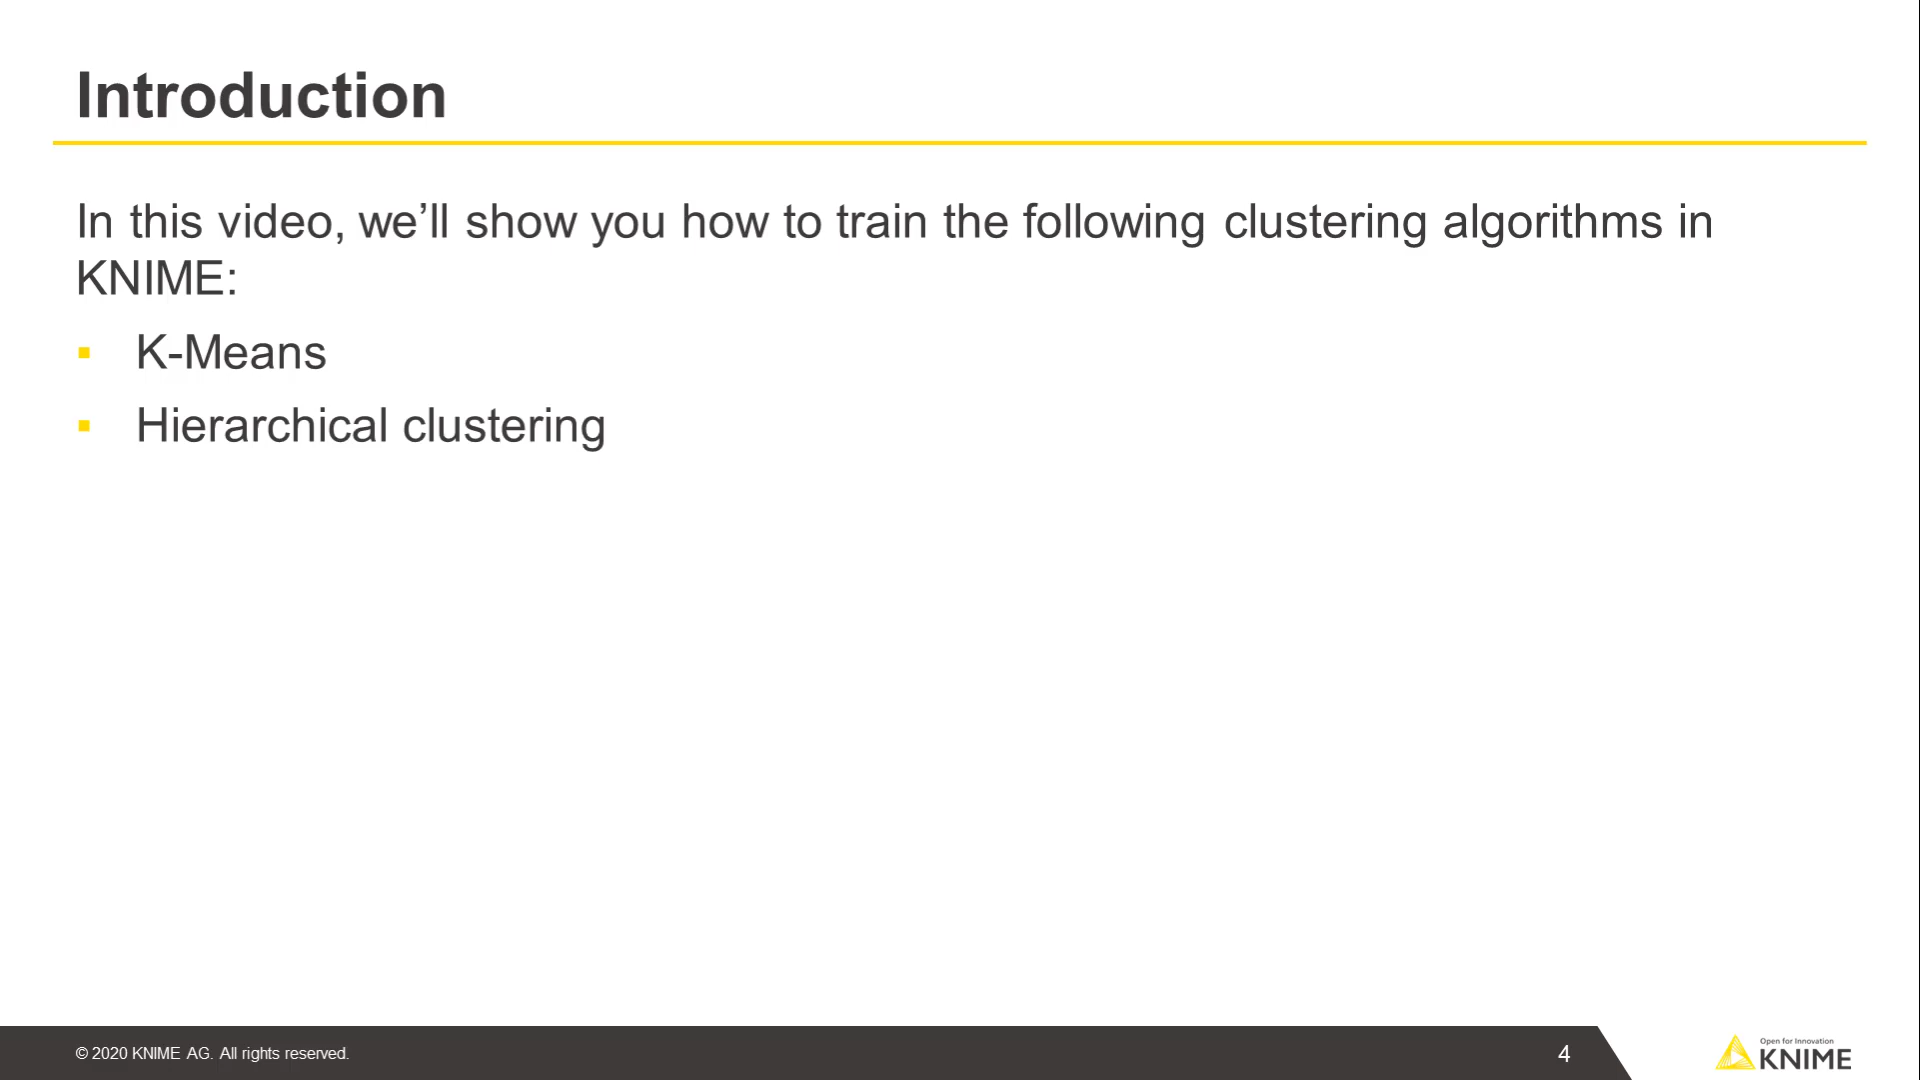 Introduction
In this video, we’ll show you how to train the following clustering algorithms in
KNIME:
▪ K-Means
▪ Hierarchical clustering
© 2020 KNIME AG. All rights reserved.
4
Open for Innovation
KNIME